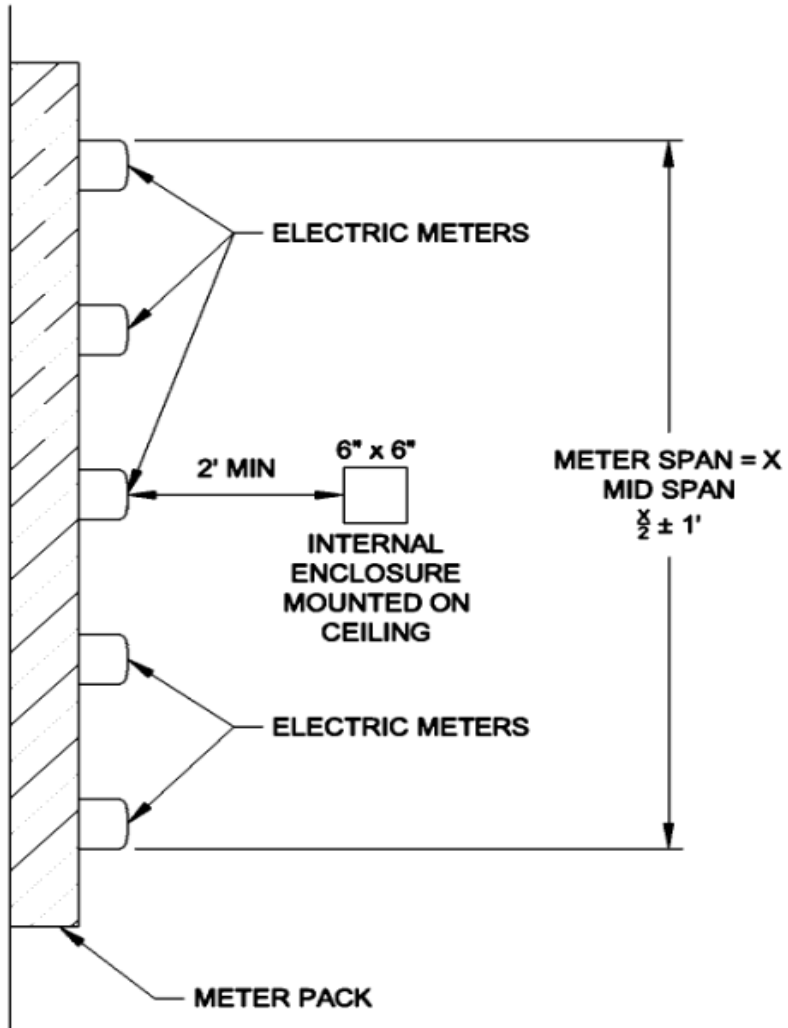 ELECTRIC METERS
6" x 6"
2' MIN
METER SPAN = X
MID SPAN
x/2 ± 1'
INTERNAL
ENCLOSURE
MOUNTED ON
CEILING
ELECTRIC METERS
METER PACK